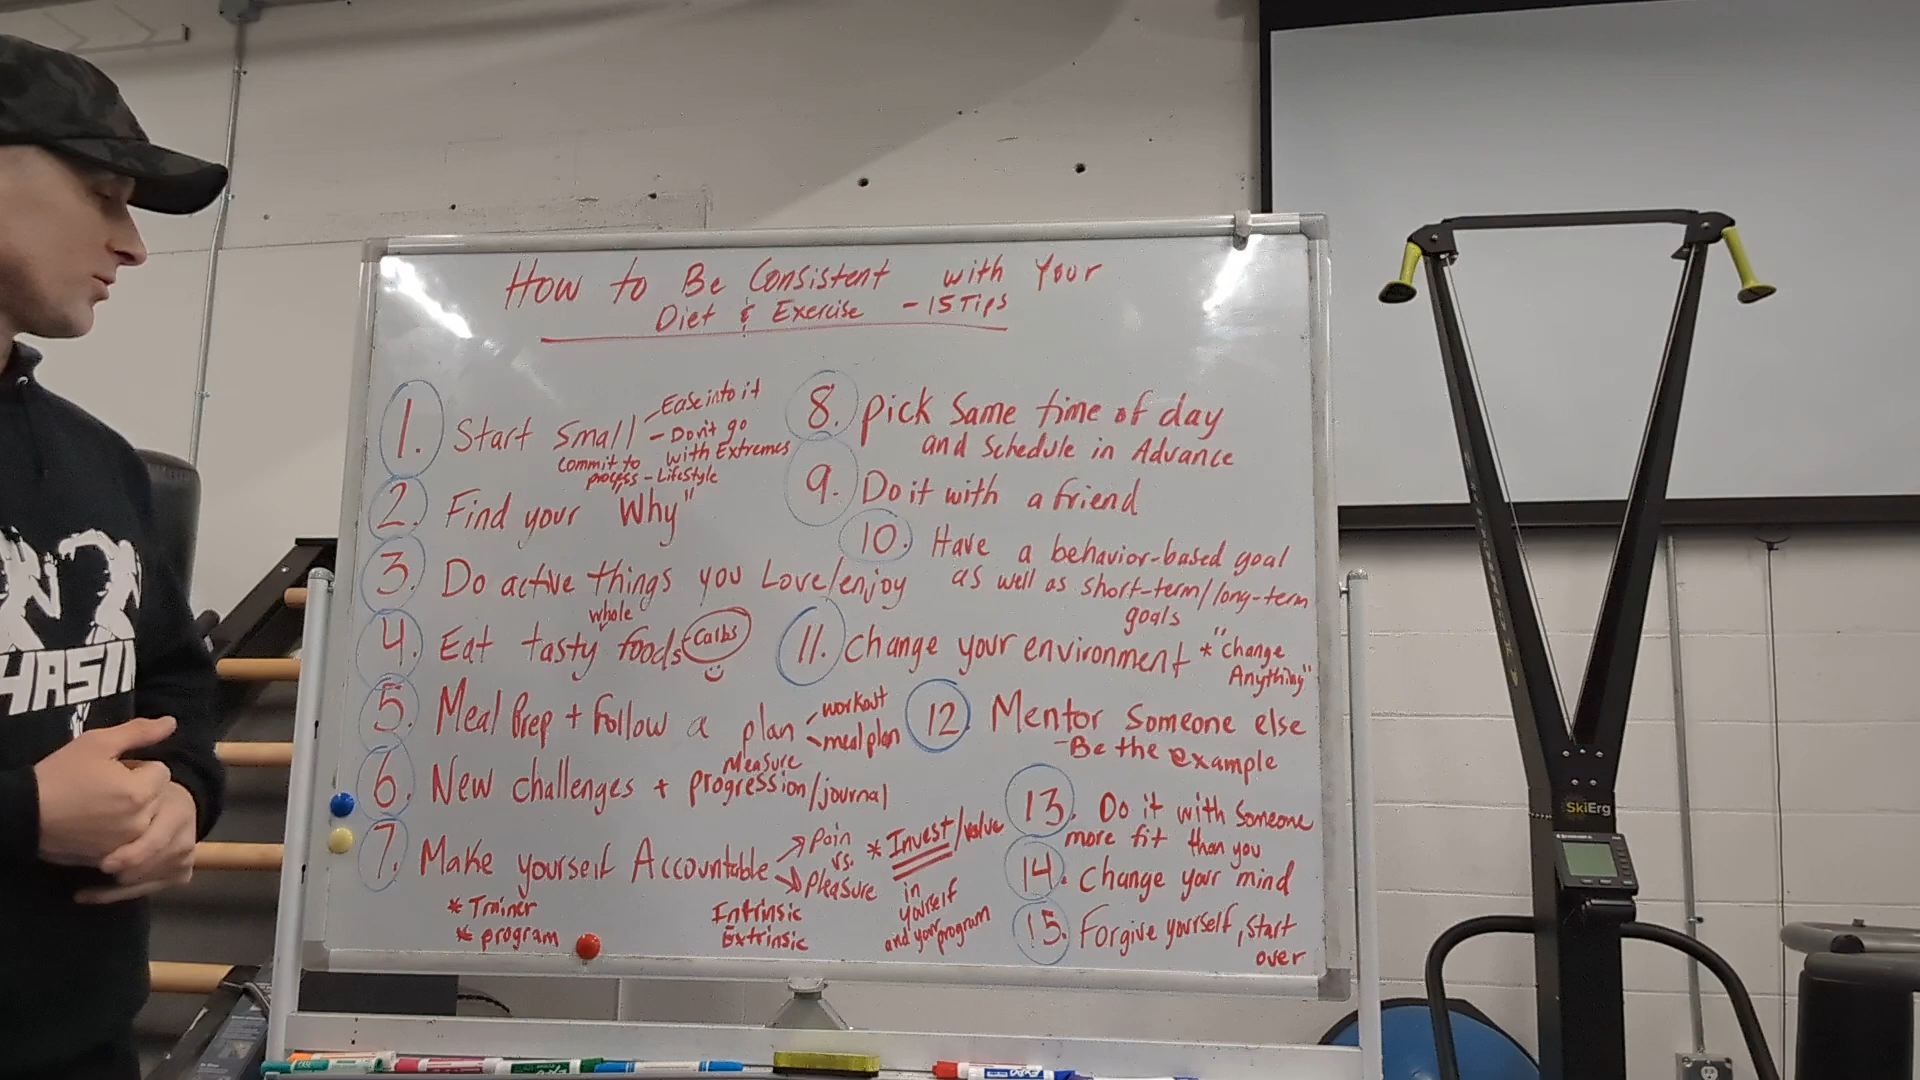 How to Be Consistent with Your
Diet & Exercise - 15 Tips
1. Start Small - Ease into it
- Don't go
with Extremes
commit to
process - Lifestyle
2. Find your "Why"
3. Do active things you Love/enjoy
whole
4. Eat tasty foods Carbs
5. Meal Prep + Follow a plan - workout
- meal plan
Measure
6. New challenges + progression/journal
7. Make yourself Accountable → Pain
vs.
→ Pleasure
* Invest/value
in
yourself
and your program
* Trainer
* program
Intrinsic
Extrinsic
8. Pick Same time of day
and Schedule in Advance
9. Do it with a friend
10. Have a behavior-based goal
as well as short-term/long-term
goals
11. Change your environment * "change
Anything"
12. Mentor Someone else
- Be the example
13. Do it with Someone
more fit than you
14. Change your mind
15. Forgive yourself, start
over
HASIN
SkiErg